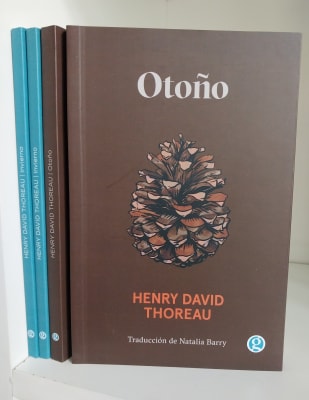 HENRY DAVID THOREAU | Invierno
HENRY DAVID THOREAU | Invierno
HENRY DAVID THOREAU | Otoño
Otoño
HENRY DAVID
THOREAU
Traducción de Natalia Barry
g